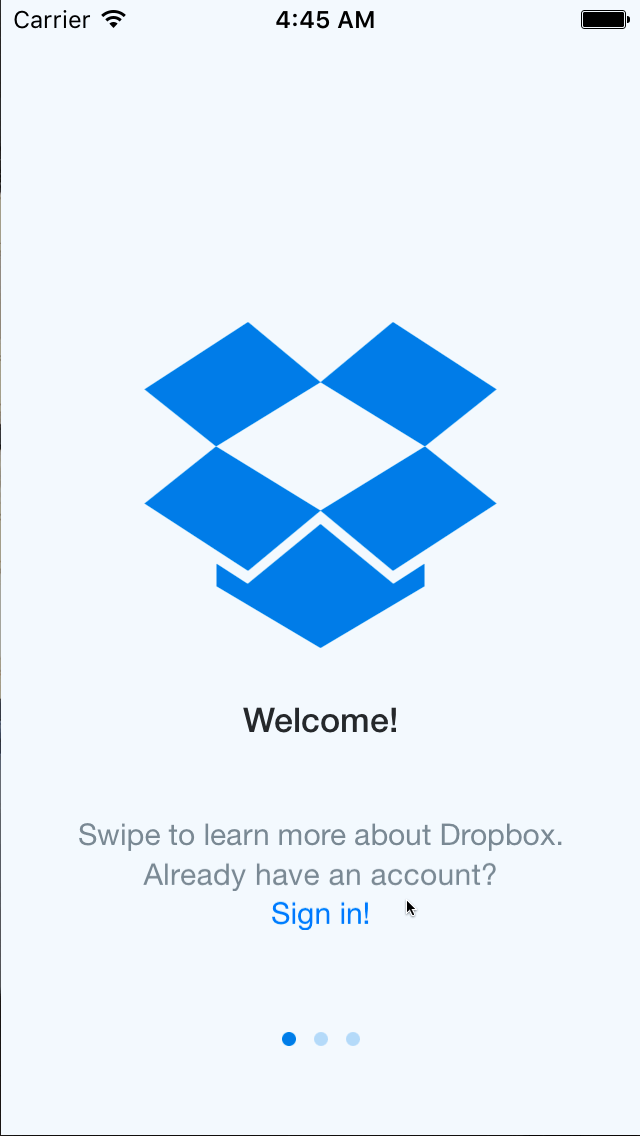 Carrier 4:45 AM
Welcome!
Swipe to learn more about Dropbox.
Already have an account?
Sign in!